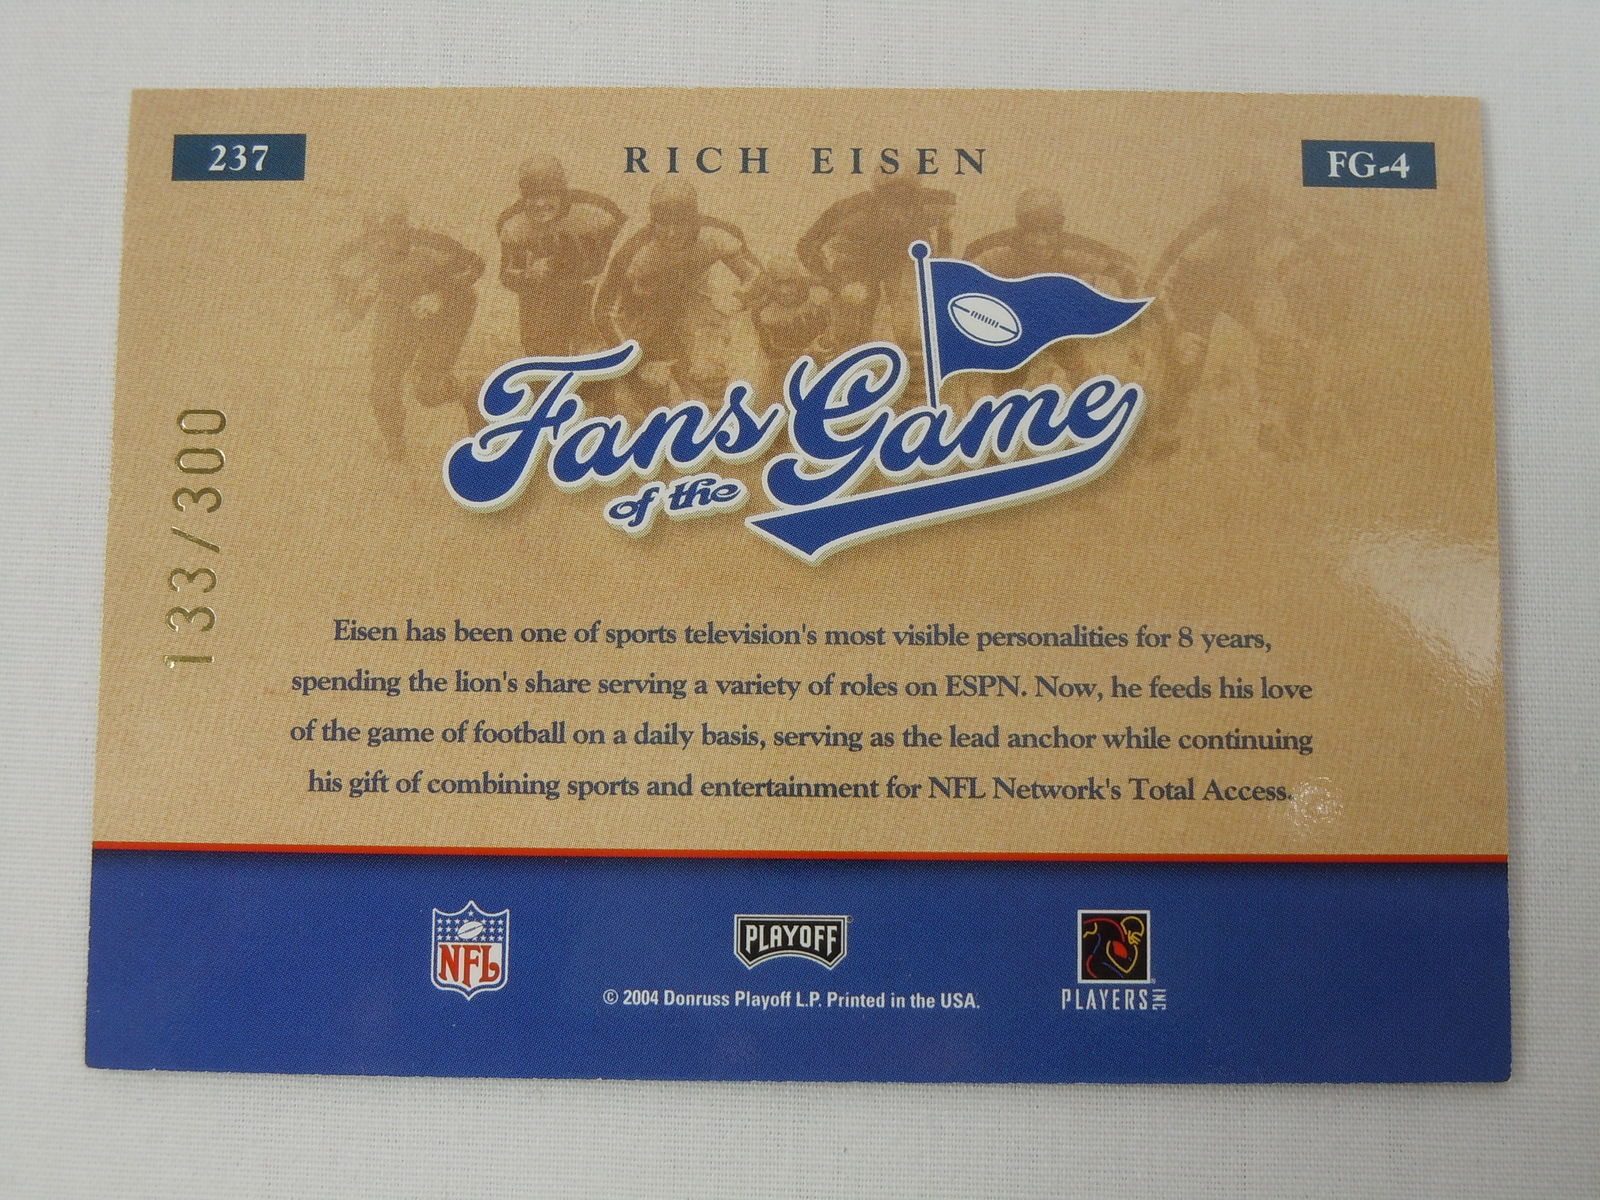 237
RICH EISEN
FG-4
Fans
of the
Game
133/300
Eisen has been one of sports television's most visible personalities for 8 years,
spending the lion's share serving a variety of roles on ESPN. Now, he feeds his love
of the game of football on a daily basis, serving as the lead anchor while continuing
his gift of combining sports and entertainment for NFL Network's Total Access.
NFL
PLAYOFF
© 2004 Donruss Playoff L.P. Printed in the USA.
PLAYERS INC